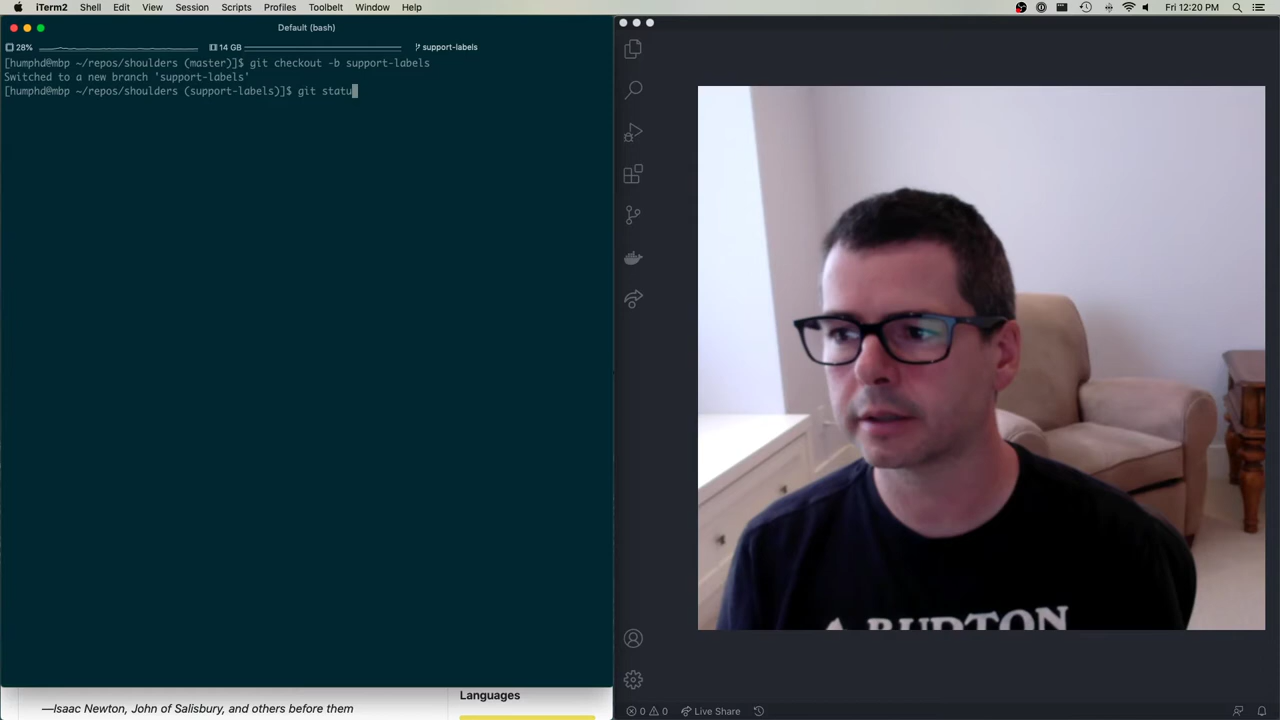 iTerm2 Shell Edit View Session Scripts Profiles Toolbelt Window Help
Fri 12:20 PM
Default (bash)
28% 14 GB support-labels
[humphd@mbp ~/repos/shoulders (master)]$ git checkout -b support-labels
Switched to a new branch 'support-labels'
[humphd@mbp ~/repos/shoulders (support-labels)]$ git statu
BURTON
Languages
—Isaac Newton, John of Salisbury, and others before them
0 0 Live Share